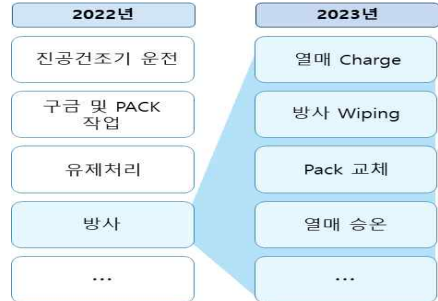 2022년
2023년
진공건조기 운전
구금 및 PACK
작업
유제처리
방사
...
열매 Charge
방사 Wiping
Pack 교체
열매 승온
...